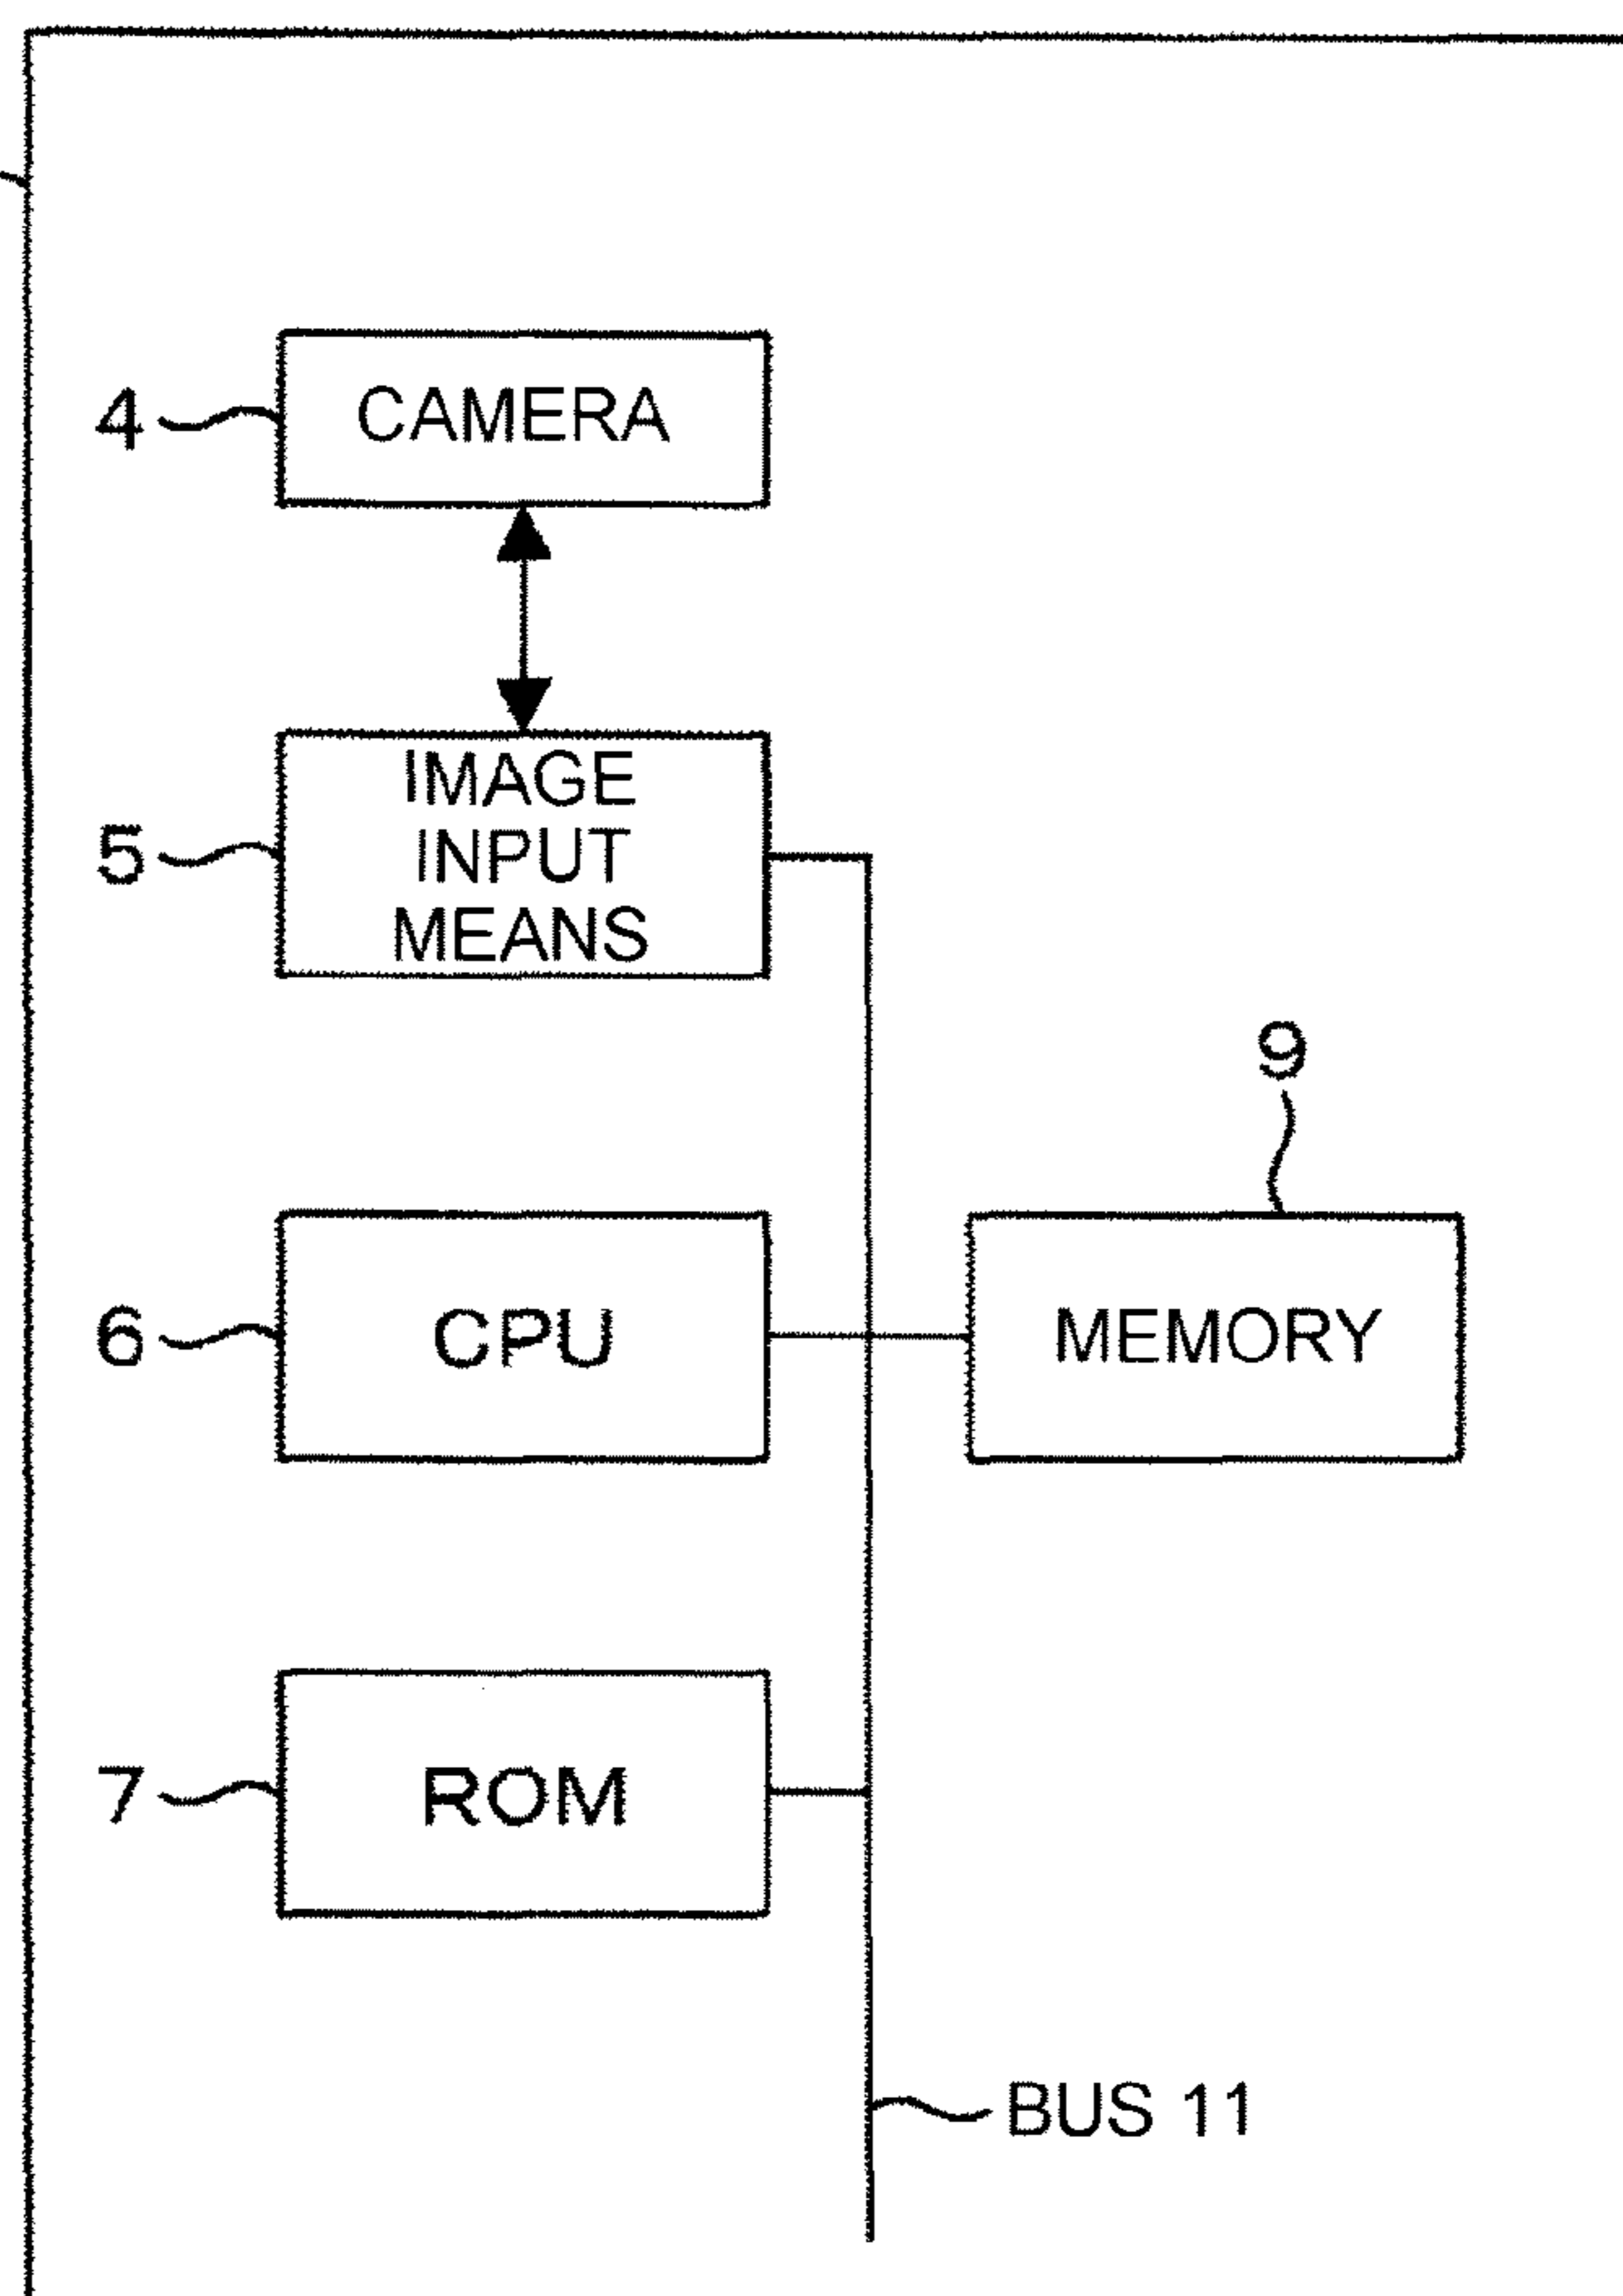 4 CAMERA
5 IMAGE
INPUT
MEANS
9
6 CPU
MEMORY
7 ROM
BUS 11